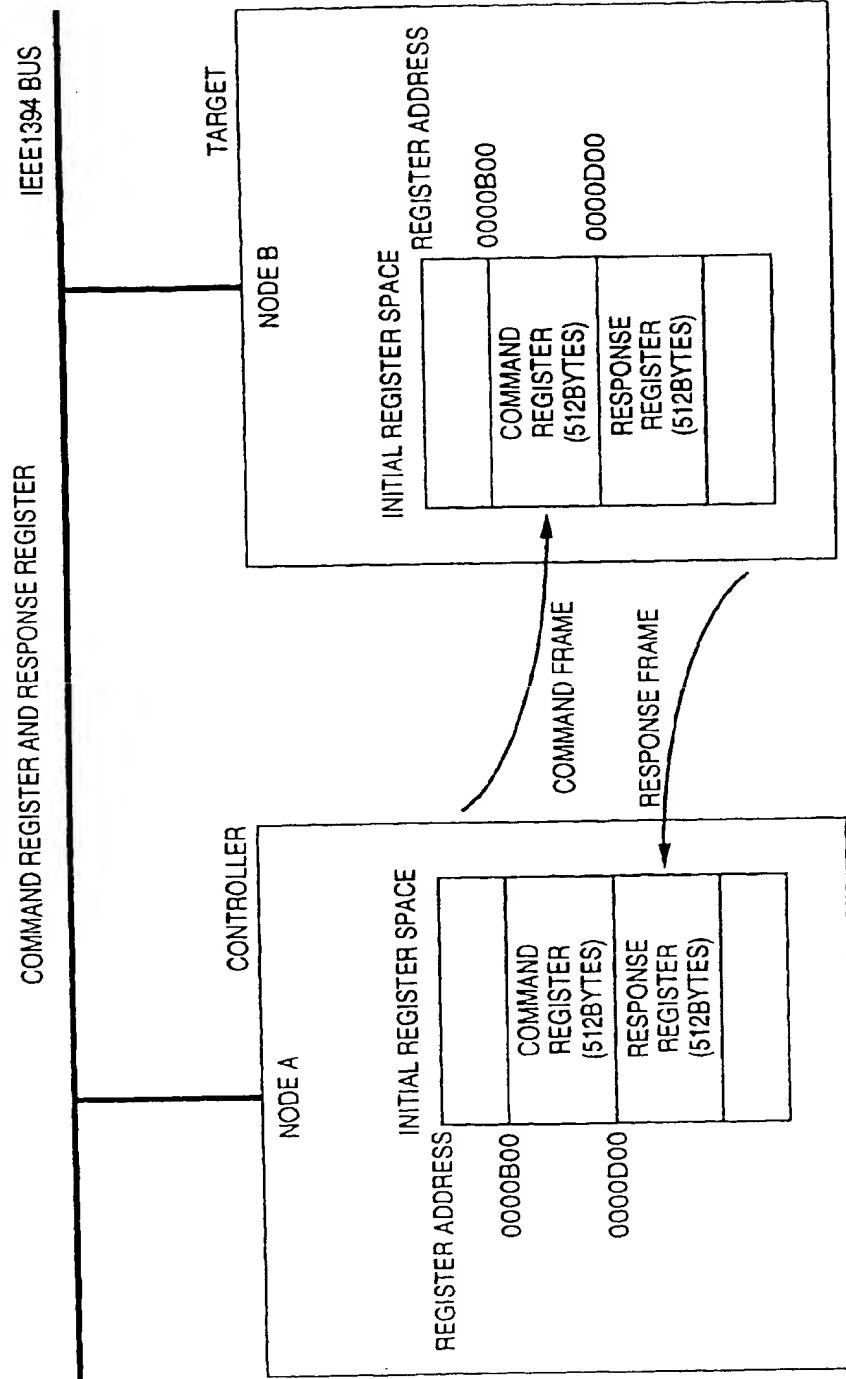 COMMAND REGISTER AND RESPONSE REGISTER
IEEE1394 BUS
CONTROLLER
NODE A
INITIAL REGISTER SPACE
REGISTER ADDRESS
0000B00
0000D00
COMMAND
REGISTER
(512BYTES)
RESPONSE
REGISTER
(512BYTES)
COMMAND FRAME
RESPONSE FRAME
TARGET
NODE B
INITIAL REGISTER SPACE
REGISTER ADDRESS
0000B00
0000D00
COMMAND
REGISTER
(512BYTES)
RESPONSE
REGISTER
(512BYTES)